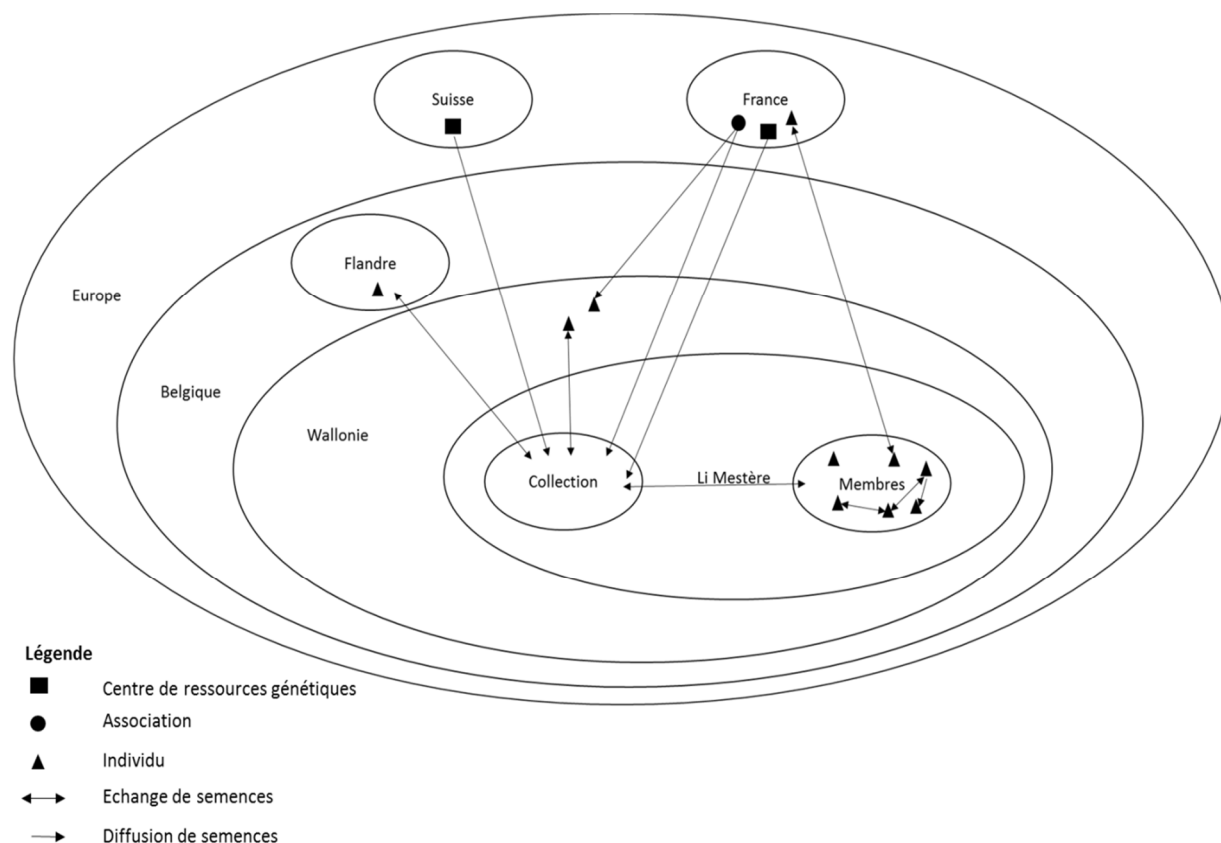 Suisse
France
Flandre
Europe
Belgique
Wallonie
Li Mestère
Collection
Membres
Légende
Centre de ressources génétiques
Association
Individu
Echange de semences
Diffusion de semences